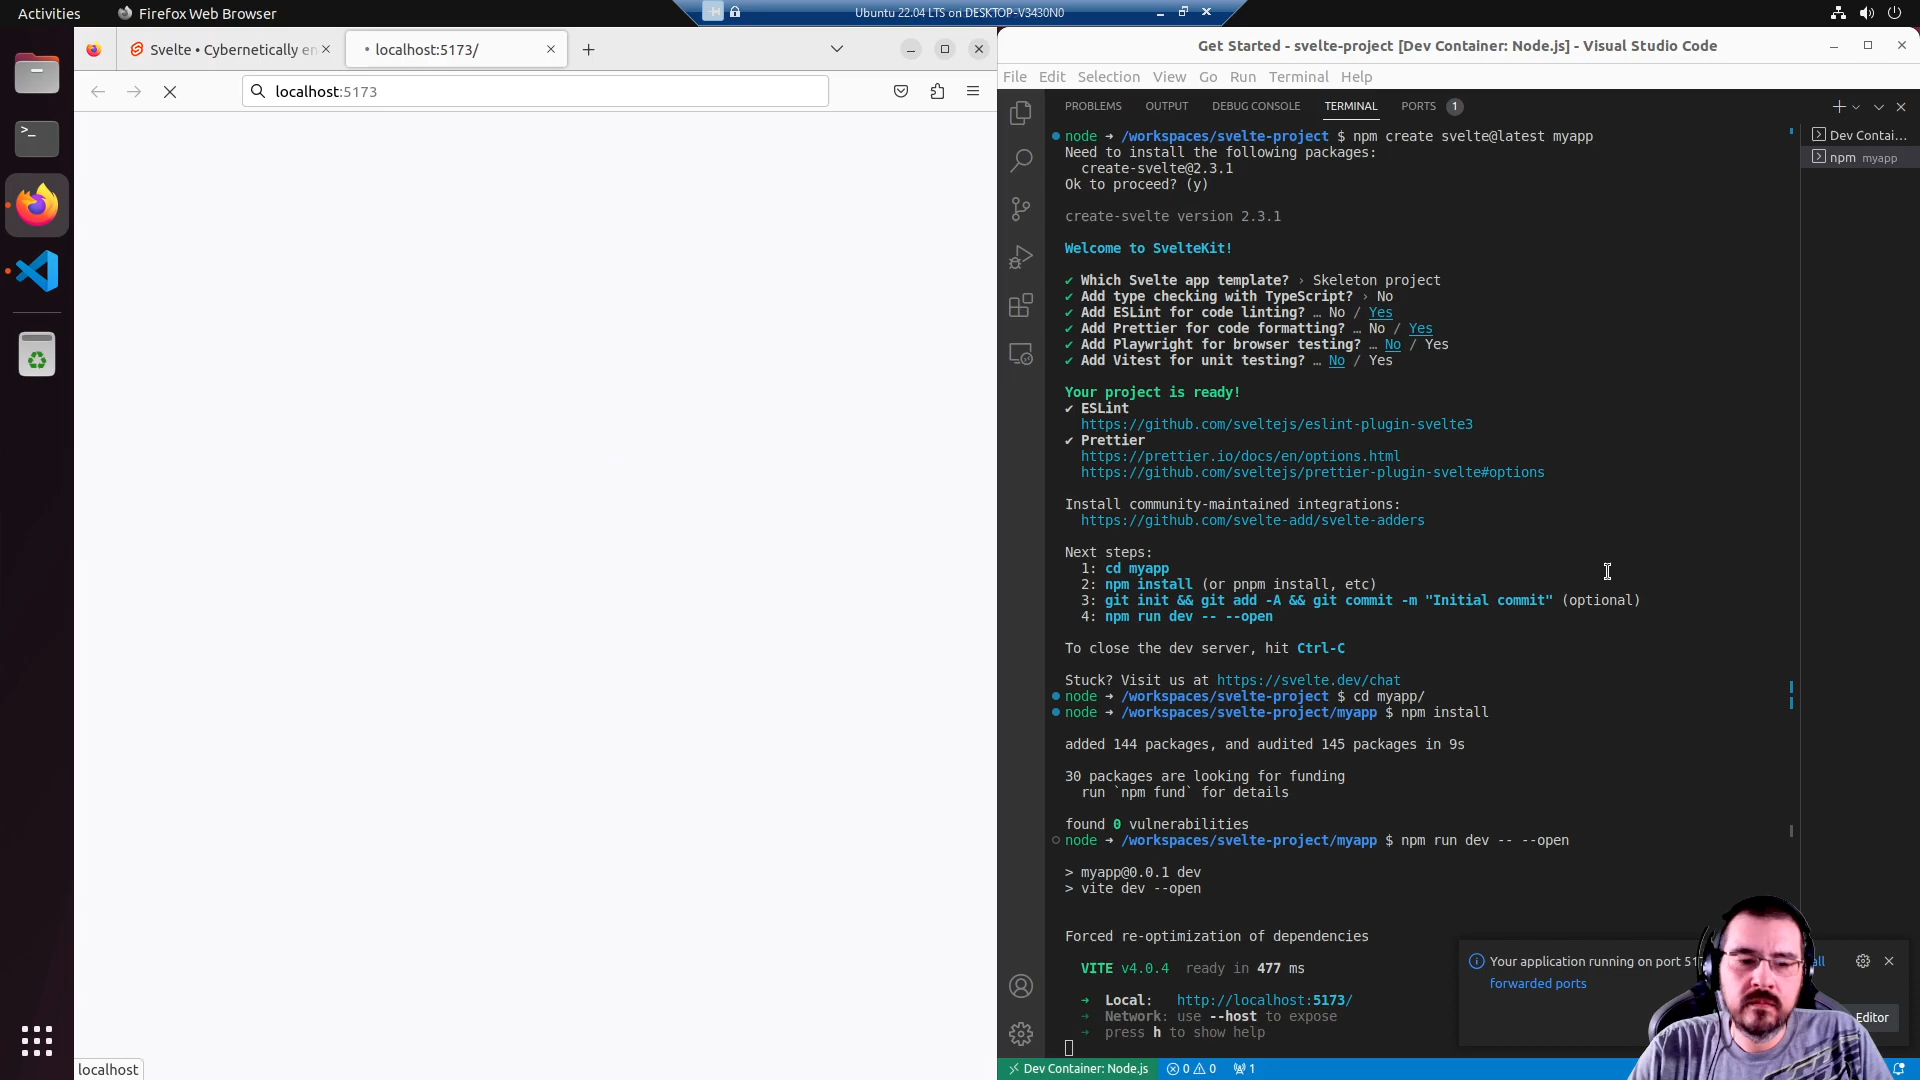 Activities
Firefox Web Browser
Ubuntu 22.04 LTS on DESKTOP-V3430N0
Svelte • Cybernetically en
localhost:5173/
localhost:5173
localhost
Get Started - svelte-project [Dev Container: Node.js] - Visual Studio Code
File Edit Selection View Go Run Terminal Help
PROBLEMS OUTPUT DEBUG CONSOLE TERMINAL PORTS 1
Dev Contai...
npm myapp
node → /workspaces/svelte-project $ npm create svelte@latest myapp
Need to install the following packages:
create-svelte@2.3.1
Ok to proceed? (y)
create-svelte version 2.3.1
Welcome to SvelteKit!
✔ Which Svelte app template? › Skeleton project
✔ Add type checking with TypeScript? › No
✔ Add ESLint for code linting? … No / Yes
✔ Add Prettier for code formatting? … No / Yes
✔ Add Playwright for browser testing? … No / Yes
✔ Add Vitest for unit testing? … No / Yes
Your project is ready!
✔ ESLint
https://github.com/sveltejs/eslint-plugin-svelte3
✔ Prettier
https://prettier.io/docs/en/options.html
https://github.com/sveltejs/prettier-plugin-svelte#options
Install community-maintained integrations:
https://github.com/svelte-add/svelte-adders
Next steps:
1: cd myapp
2: npm install (or pnpm install, etc)
3: git init && git add -A && git commit -m "Initial commit" (optional)
4: npm run dev -- --open
To close the dev server, hit Ctrl-C
Stuck? Visit us at https://svelte.dev/chat
node → /workspaces/svelte-project $ cd myapp/
node → /workspaces/svelte-project/myapp $ npm install
added 144 packages, and audited 145 packages in 9s
30 packages are looking for funding
run `npm fund` for details
found 0 vulnerabilities
node → /workspaces/svelte-project/myapp $ npm run dev -- --open
> myapp@0.0.1 dev
> vite dev --open
Forced re-optimization of dependencies
VITE v4.0.4 ready in 477 ms
→ Local: http://localhost:5173/
→ Network: use --host to expose
→ press h to show help
Your application running on port 51
forwarded ports
Editor
Dev Container: Node.js
0 0
1